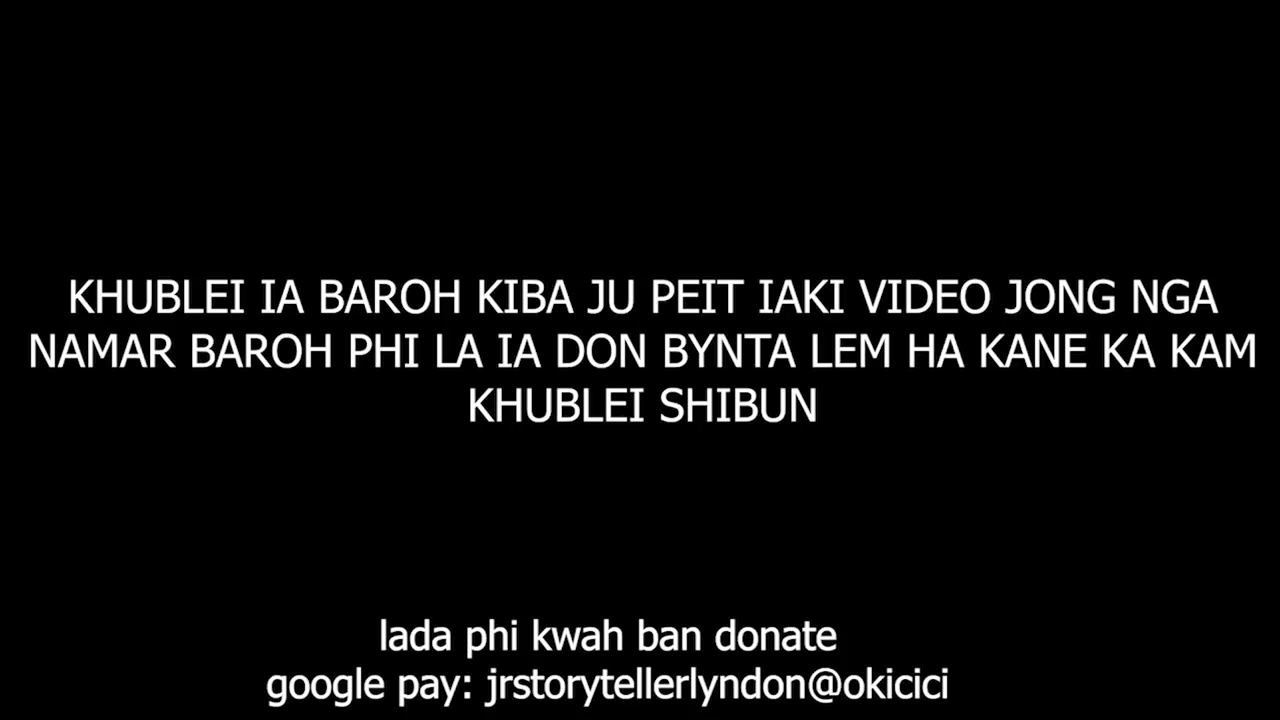 KHUBLEI IA BAROH KIBA JU PEIT IAKI VIDEO JONG NGA
NAMAR BAROH PHI LA IA DON BYNTA LEM HA KANE KA KAM
KHUBLEI SHIBUN
lada phi kwah ban donate
google pay: jrstorytellerlyndon@okicici